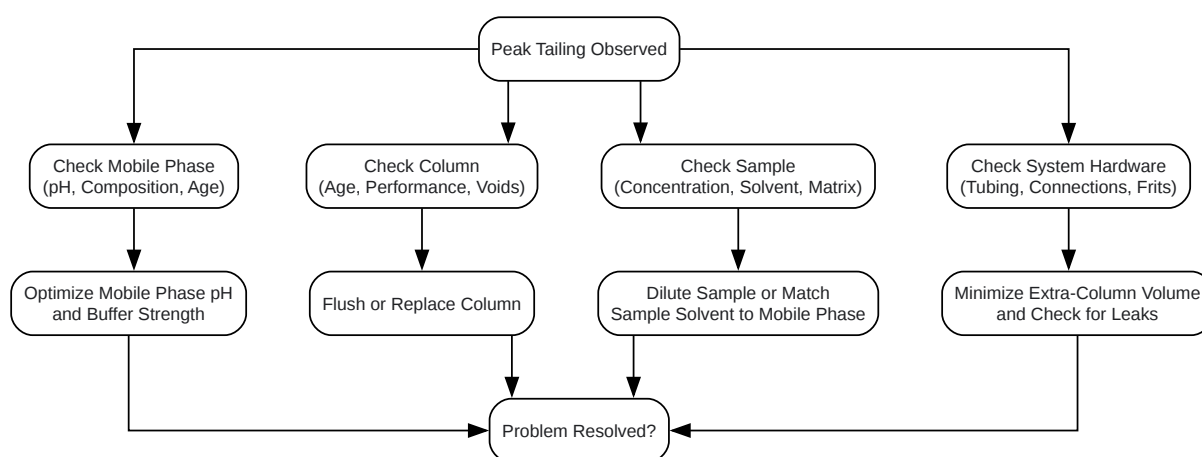 Peak Tailing Observed
Check Mobile Phase
(pH, Composition, Age)
Check Column
(Age, Performance, Voids)
Check Sample
(Concentration, Solvent, Matrix)
Check System Hardware
(Tubing, Connections, Frits)
Optimize Mobile Phase pH
and Buffer Strength
Flush or Replace Column
Dilute Sample or Match
Sample Solvent to Mobile Phase
Minimize Extra-Column Volume
and Check for Leaks
Problem Resolved?